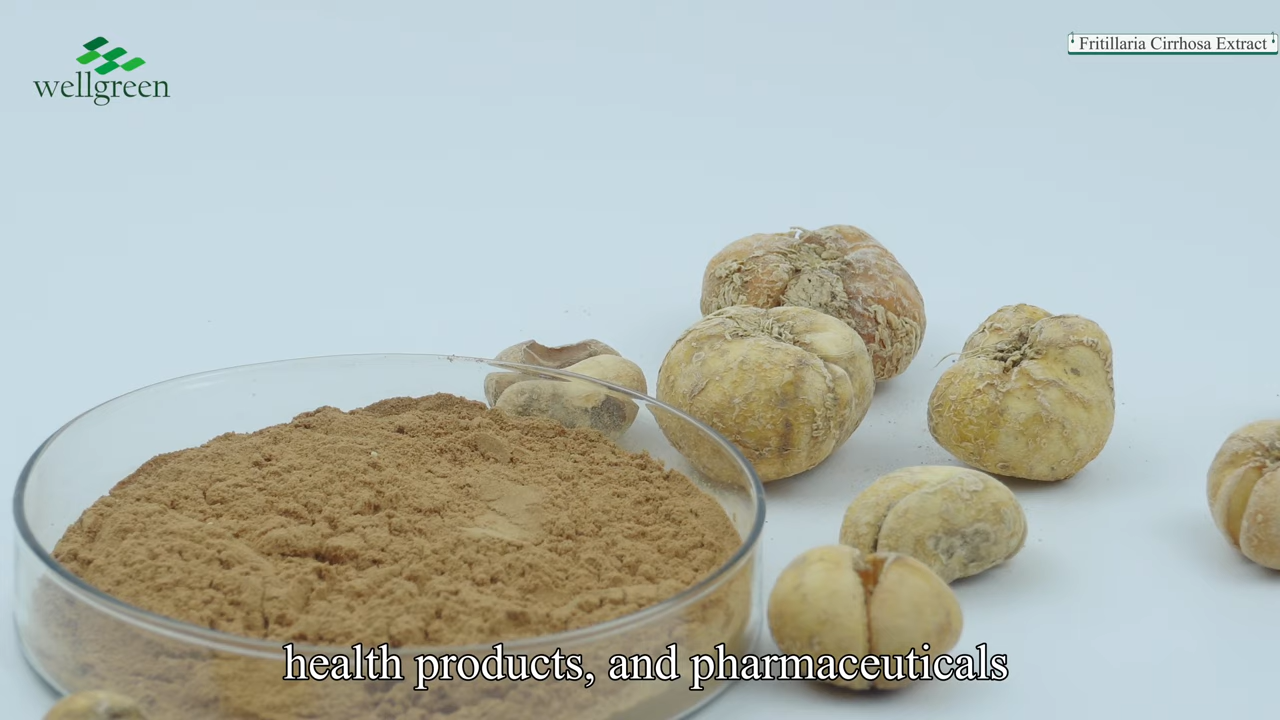 wellgreen
Fritillaria Cirrhosa Extract
health products, and pharmaceuticals